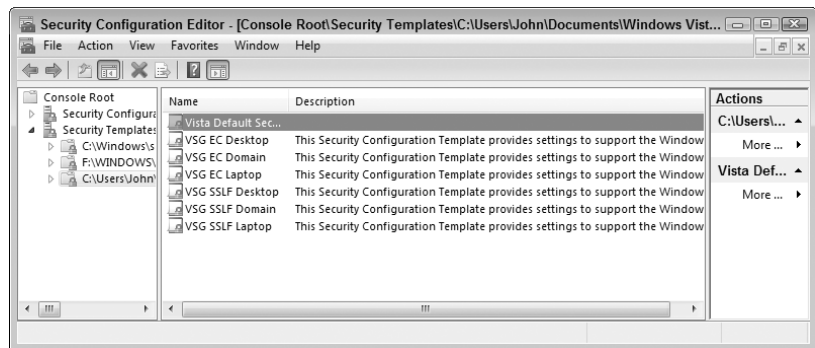 Security Configuration Editor - [Console Root\Security Templates\C:\Users\John\Documents\Windows Vist...
File Action View Favorites Window Help
Console Root
Security Configura
Security Templates
C:\Windows\s
F:\WINDOWS\
C:\Users\John\
Name Description
Vista Default Sec...
VSG EC Desktop This Security Configuration Template provides settings to support the Window
VSG EC Domain This Security Configuration Template provides settings to support the Window
VSG EC Laptop This Security Configuration Template provides settings to support the Window
VSG SSLF Desktop This Security Configuration Template provides settings to support the Window
VSG SSLF Domain This Security Configuration Template provides settings to support the Window
VSG SSLF Laptop This Security Configuration Template provides settings to support the Window
Actions
C:\Users\...
More ...
Vista Def...
More ...